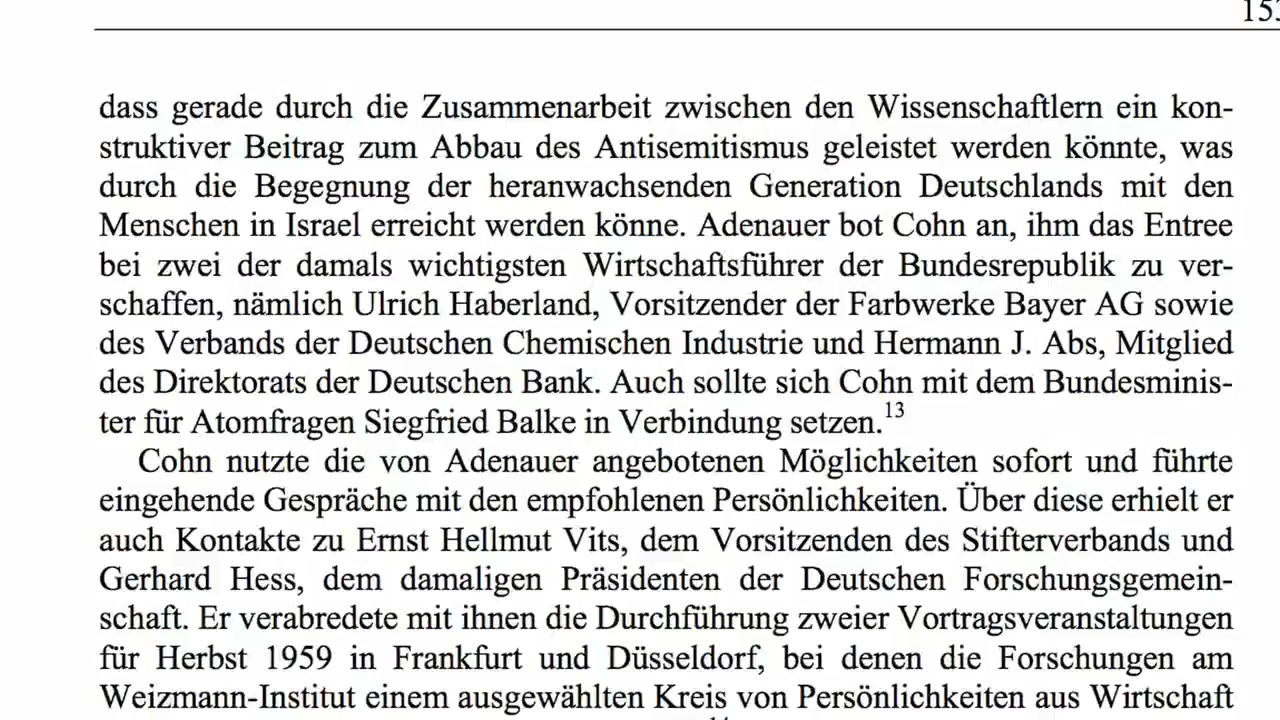 dass gerade durch die Zusammenarbeit zwischen den Wissenschaftlern ein kon-
struktiver Beitrag zum Abbau des Antisemitismus geleistet werden könnte, was
durch die Begegnung der heranwachsenden Generation Deutschlands mit den
Menschen in Israel erreicht werden könne. Adenauer bot Cohn an, ihm das Entree
bei zwei der damals wichtigsten Wirtschaftsführer der Bundesrepublik zu ver-
schaffen, nämlich Ulrich Haberland, Vorsitzender der Farbwerke Bayer AG sowie
des Verbands der Deutschen Chemischen Industrie und Hermann J. Abs, Mitglied
des Direktorats der Deutschen Bank. Auch sollte sich Cohn mit dem Bundesminis-
ter für Atomfragen Siegfried Balke in Verbindung setzen.13
Cohn nutzte die von Adenauer angebotenen Möglichkeiten sofort und führte
eingehende Gespräche mit den empfohlenen Persönlichkeiten. Über diese erhielt er
auch Kontakte zu Ernst Hellmut Vits, dem Vorsitzenden des Stifterverbands und
Gerhard Hess, dem damaligen Präsidenten der Deutschen Forschungsgemein-
schaft. Er verabredete mit ihnen die Durchführung zweier Vortragsveranstaltungen
für Herbst 1959 in Frankfurt und Düsseldorf, bei denen die Forschungen am
Weizmann-Institut einem ausgewählten Kreis von Persönlichkeiten aus Wirtschaft